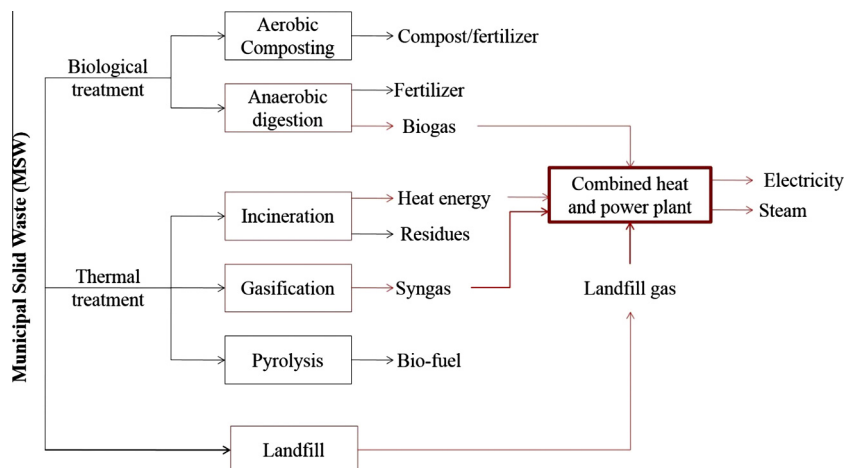 Municipal Solid Waste (MSW)
Biological
treatment
Aerobic
Composting
Compost/fertilizer
Anaerobic
digestion
Fertilizer
Biogas
Thermal
treatment
Incineration
Heat energy
Residues
Gasification
Syngas
Pyrolysis
Bio-fuel
Landfill
Landfill gas
Combined heat
and power plant
Electricity
Steam